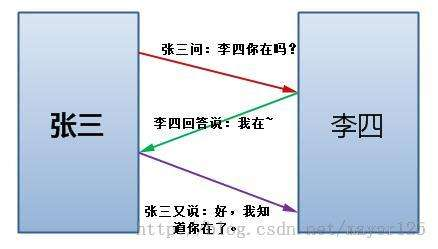 张三问：李四你在吗？
张三
李四回答说：我在~
李四
张三又说：好，我知
道你在了。
http://blog.csdn.net/mayor125